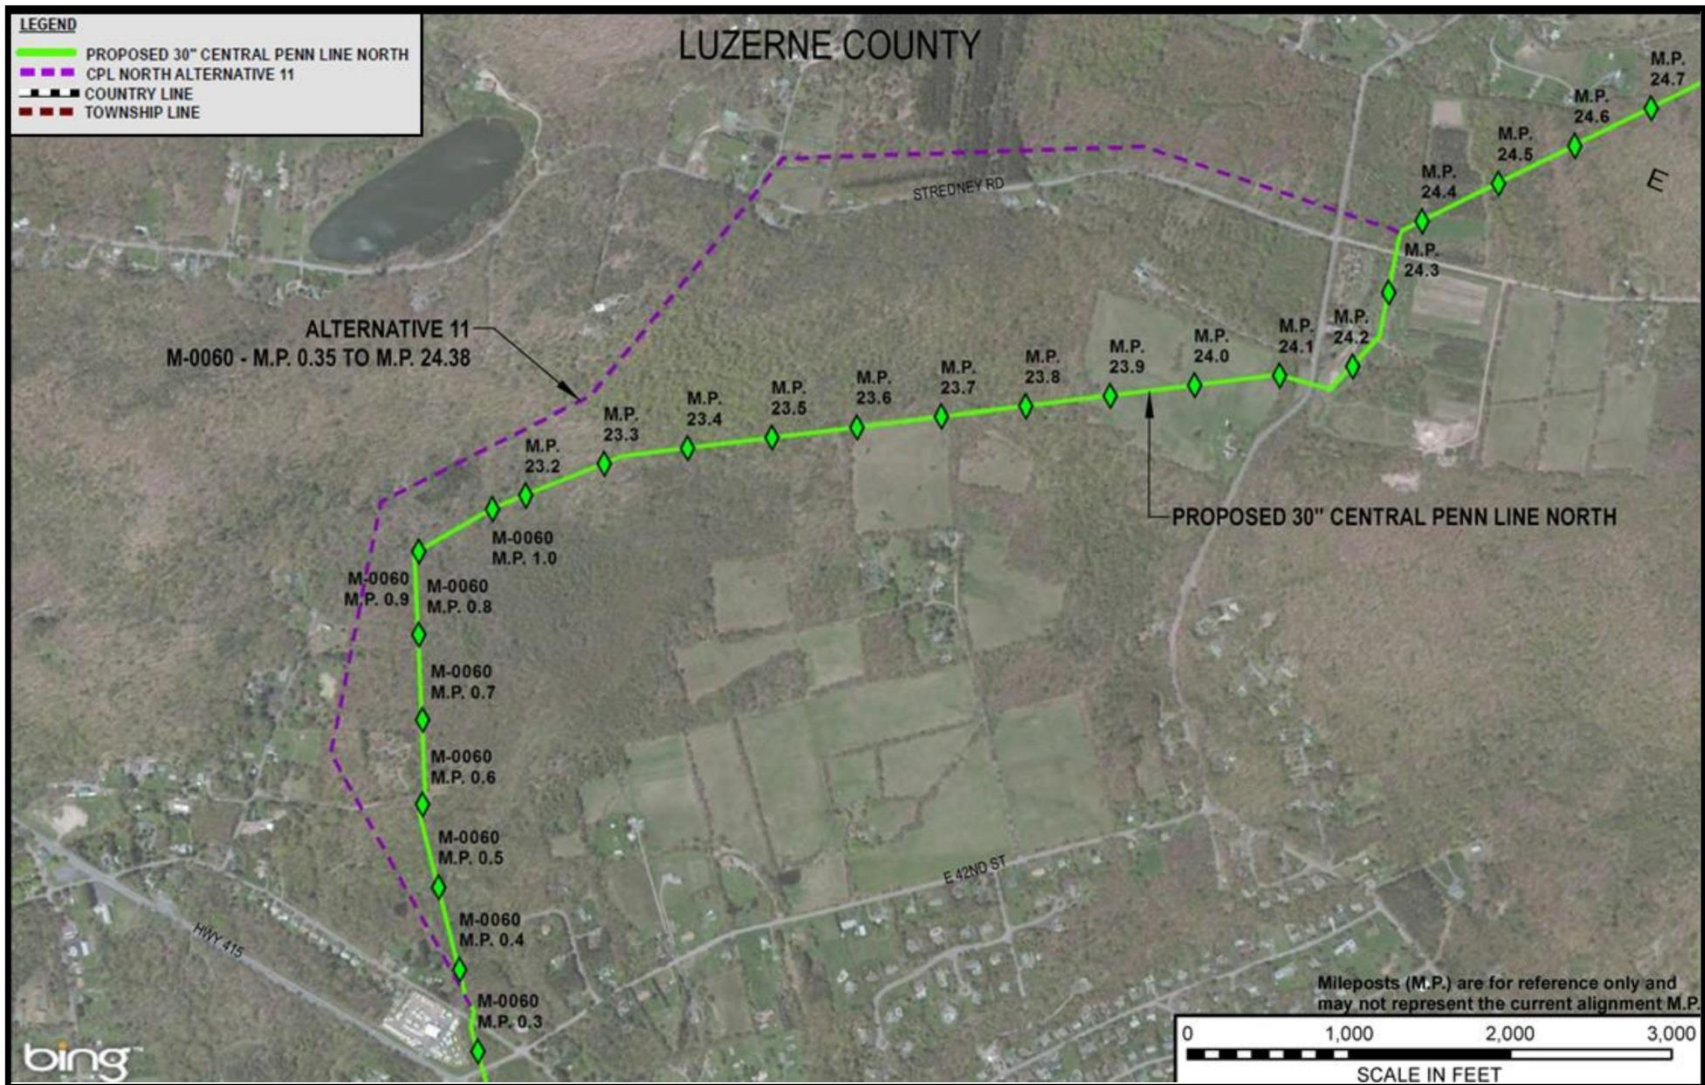 LEGEND
PROPOSED 30" CENTRAL PENN LINE NORTH
CPL NORTH ALTERNATIVE 11
COUNTRY LINE
TOWNSHIP LINE
LUZERNE COUNTY
M.P.
24.7
M.P.
24.6
M.P.
24.5
M.P.
24.4
E
STREDNEY RD
M.P.
24.3
ALTERNATIVE 11
M-0060 - M.P. 0.35 TO M.P. 24.38
M.P.
24.2
M.P.
24.1
M.P.
24.0
M.P.
23.9
M.P.
23.8
M.P.
23.7
M.P.
23.6
M.P.
23.5
M.P.
23.4
M.P.
23.3
M.P.
23.2
PROPOSED 30" CENTRAL PENN LINE NORTH
M-0060
M.P. 1.0
M-0060
M.P. 0.9
M-0060
M.P. 0.8
M-0060
M.P. 0.7
M-0060
M.P. 0.6
M-0060
M.P. 0.5
E 42ND ST
M-0060
M.P. 0.4
HWY 415
M-0060
M.P. 0.3
Mileposts (M.P.) are for reference only and
may not represent the current alignment M.P.
0 1,000 2,000 3,000
SCALE IN FEET
bing